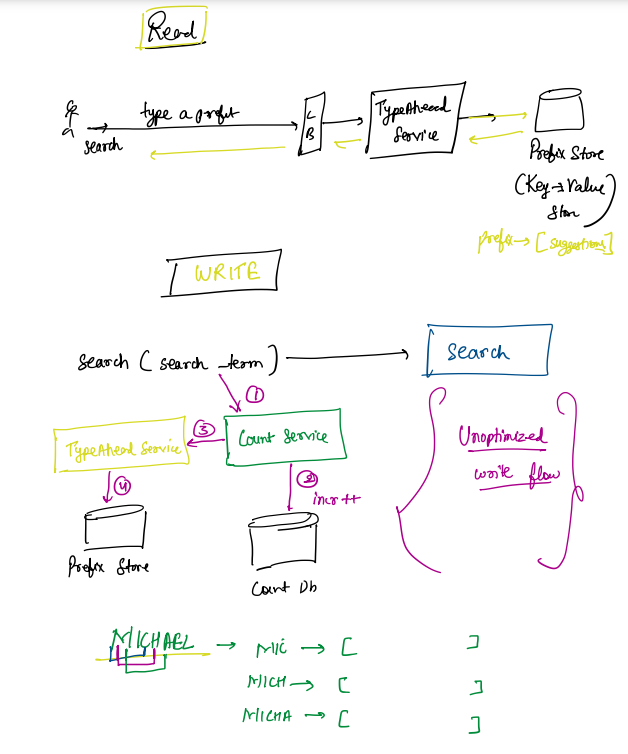 Read
type a prefix
search
L
B
TypeAhead
Service
Prefix Store
(Key → Value
Store)
prefix → [suggestions]
WRITE
search (search_term)
Search
①
TypeAhead Service
③
Count Service
Unoptimized
write flow
④
②
incr ++
Prefix Store
Count Db
MICHAEL → MIC → [ ]
MICH → [ ]
MICHA → [ ]